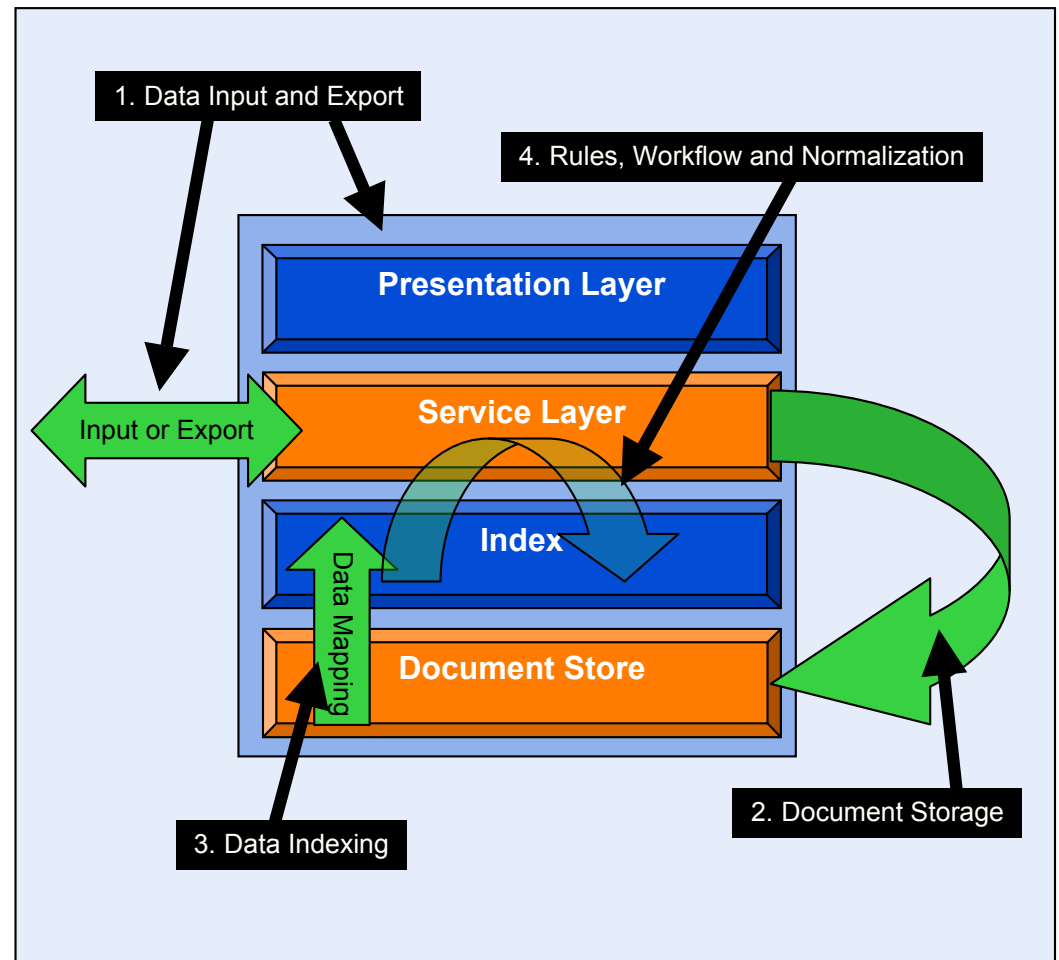 1. Data Input and Export
4. Rules, Workflow and Normalization
Presentation Layer
Service Layer
Input or Export
Index
Data Mapping
Document Store
2. Document Storage
3. Data Indexing